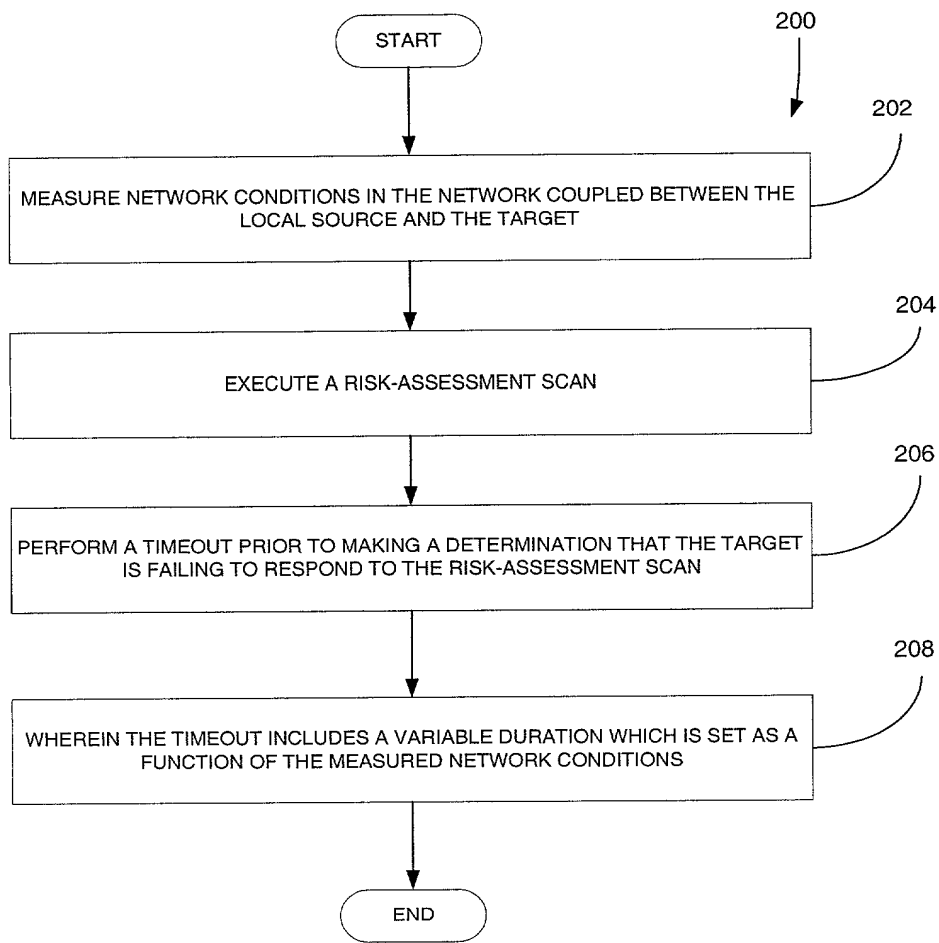 START
200
202
MEASURE NETWORK CONDITIONS IN THE NETWORK COUPLED BETWEEN THE
LOCAL SOURCE AND THE TARGET
204
EXECUTE A RISK-ASSESSMENT SCAN
206
PERFORM A TIMEOUT PRIOR TO MAKING A DETERMINATION THAT THE TARGET
IS FAILING TO RESPOND TO THE RISK-ASSESSMENT SCAN
208
WHEREIN THE TIMEOUT INCLUDES A VARIABLE DURATION WHICH IS SET AS A
FUNCTION OF THE MEASURED NETWORK CONDITIONS
END